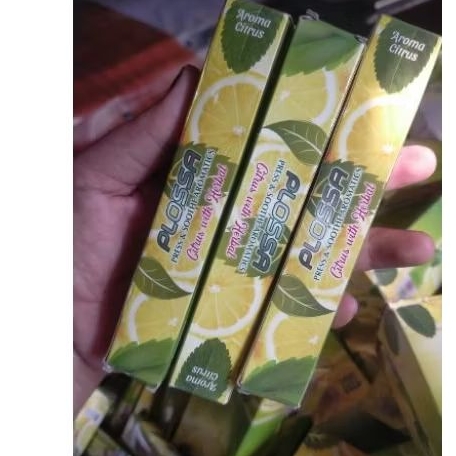 Aroma
Citrus
PLOSSA
PRESS & SOOTHE AROMATICS
Citrus with Herbal
Citrus with Herbal
PRESS & SOOTHE AROMATICS
PLOSSA
Aroma
Citrus
Aroma
Citrus
PLOSSA
PRESS & SOOTHE AROMATICS
Citrus with Herbal